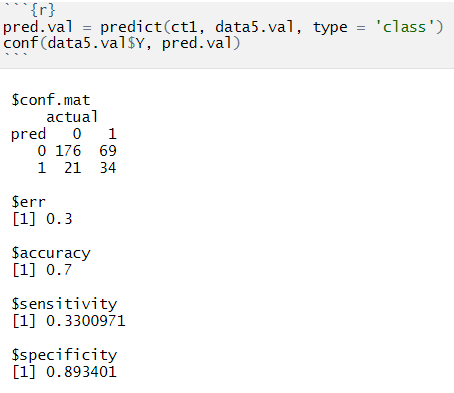 ```{r}
pred.val = predict(ct1, data5.val, type = 'class')
conf(data5.val$Y, pred.val)
```
$conf.mat
    actual
pred   0   1
   0 176  69
   1  21  34
$err
[1] 0.3
$accuracy
[1] 0.7
$sensitivity
[1] 0.3300971
$specificity
[1] 0.893401